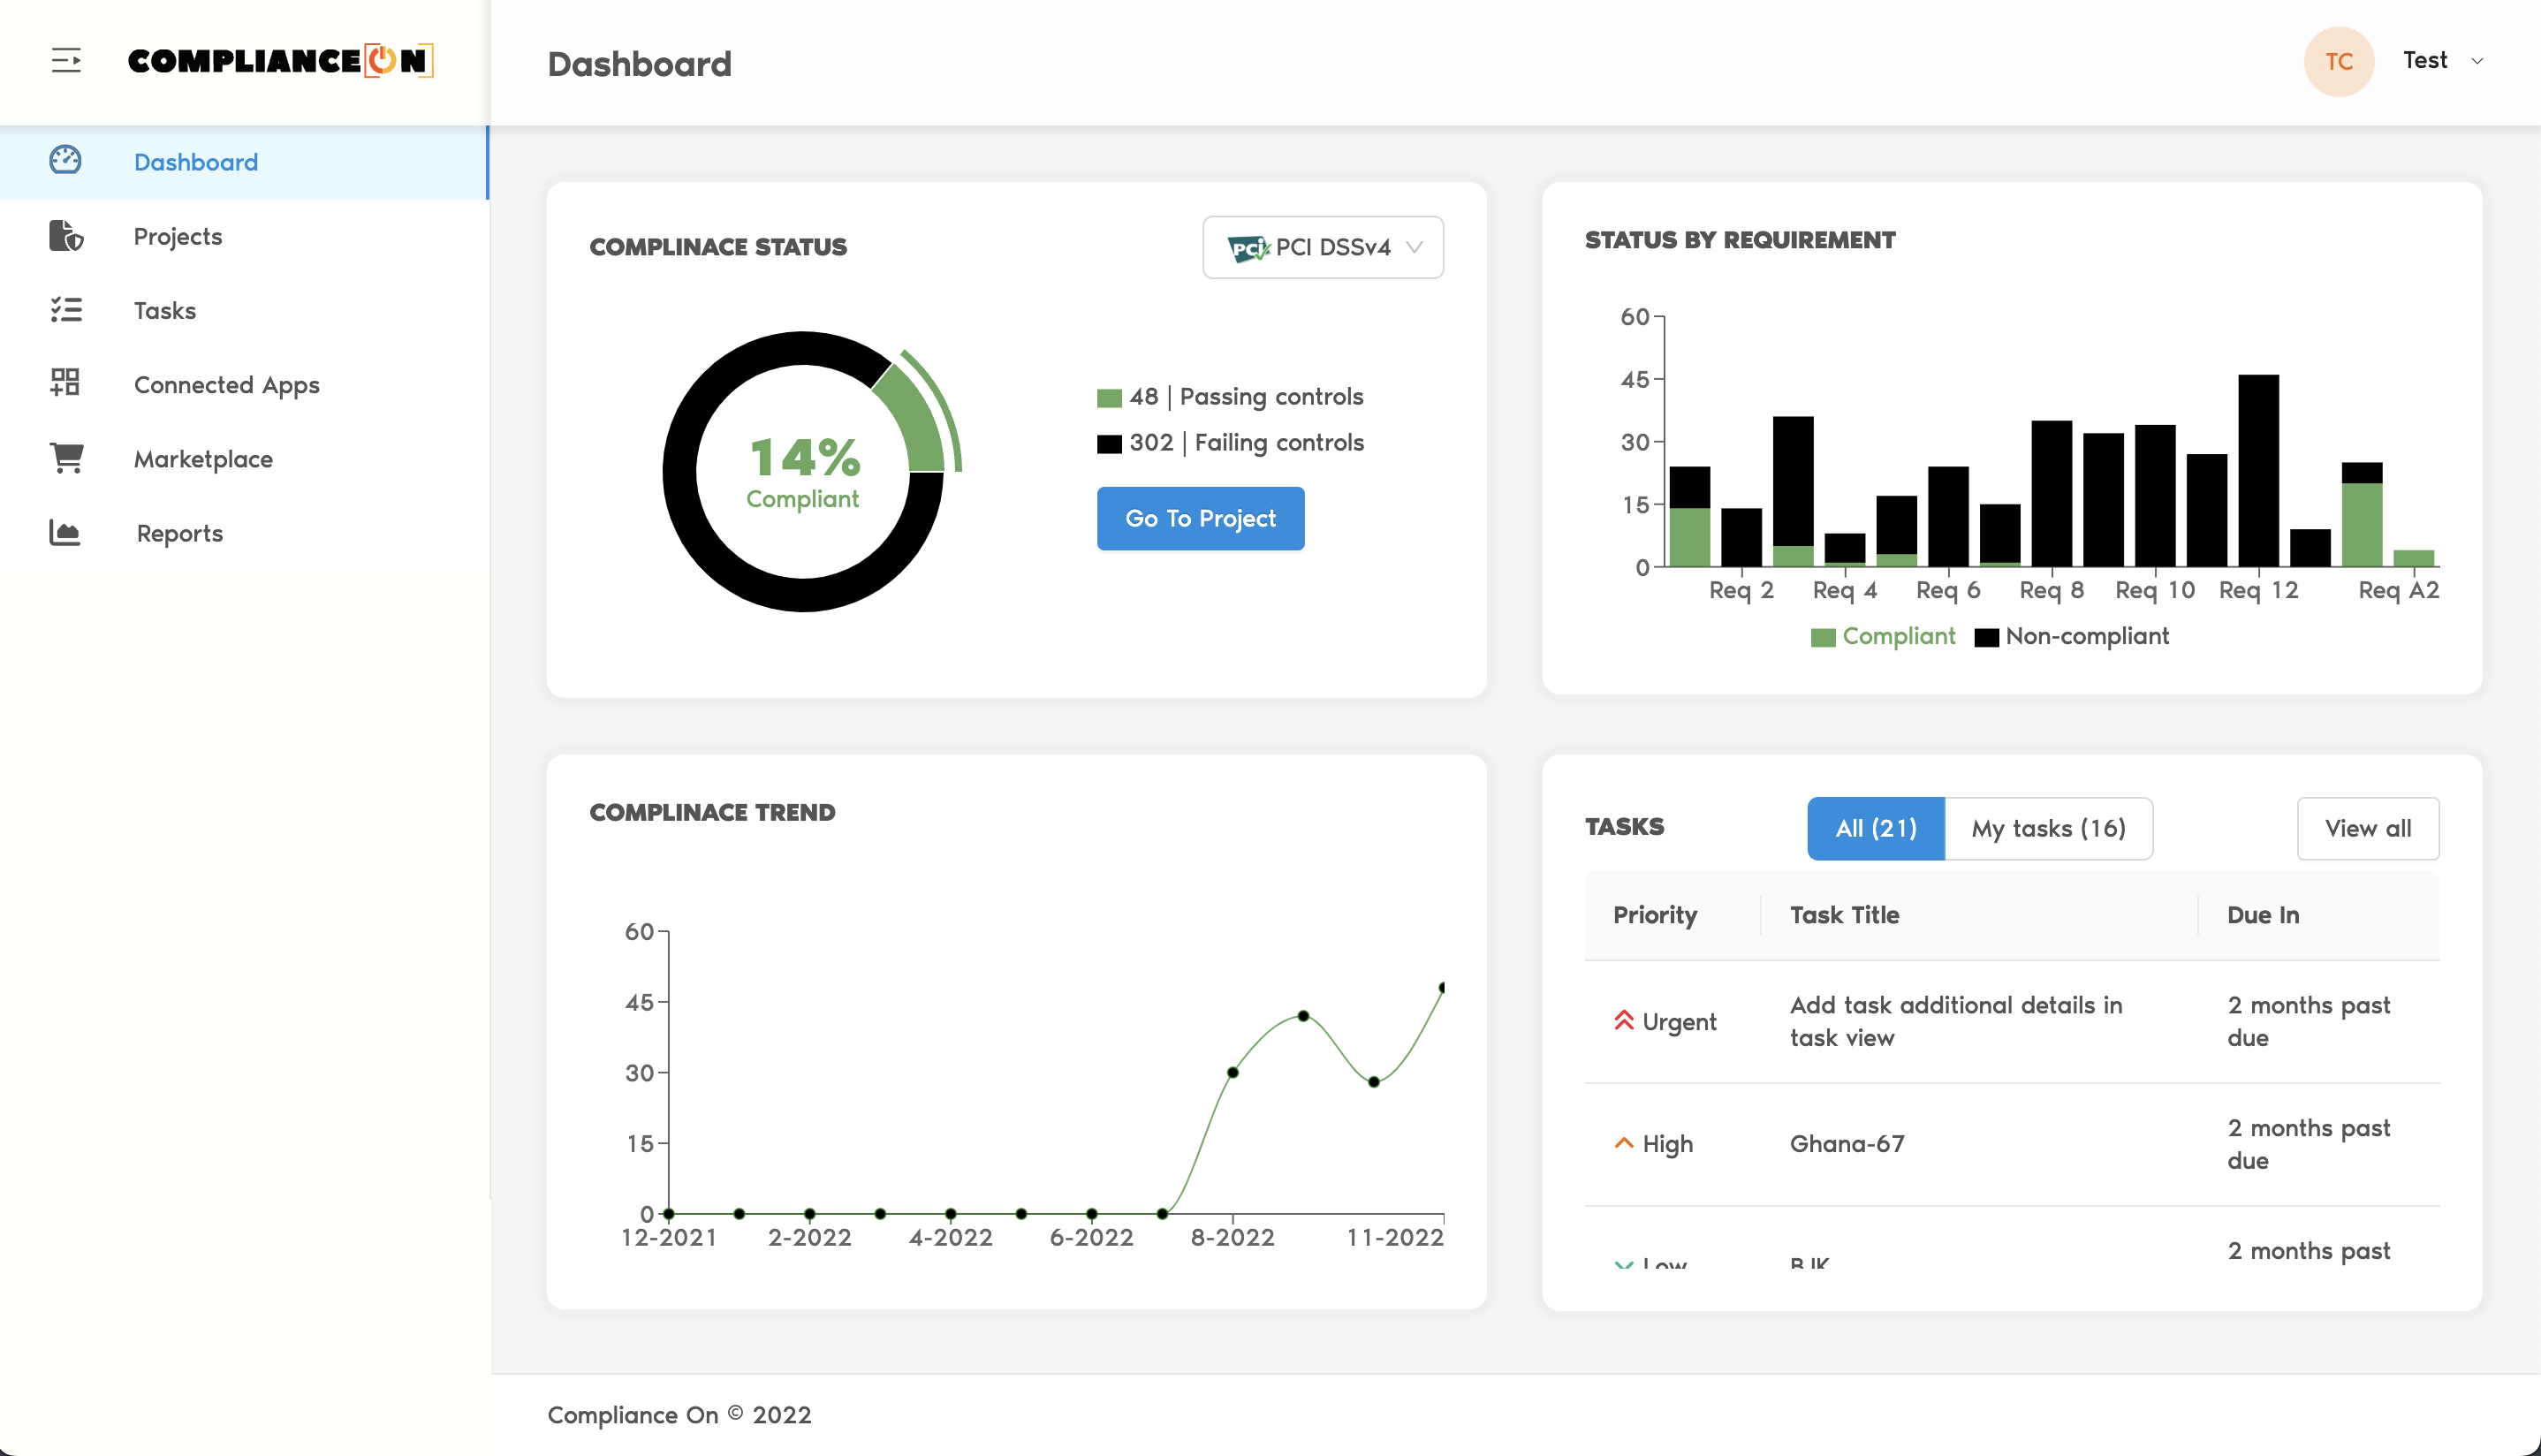 COMPLIANCEON
Dashboard
TC
Test
Dashboard
Projects
Tasks
Connected Apps
Marketplace
Reports
COMPLINACE STATUS
PCI
PCI DSSv4
14%
Compliant
48 | Passing controls
302 | Failing controls
Go To Project
STATUS BY REQUIREMENT
60
45
30
15
0
Req 2
Req 4
Req 6
Req 8
Req 10
Req 12
Req A2
Compliant
Non-compliant
COMPLINACE TREND
60
45
30
15
0
12-2021
2-2022
4-2022
6-2022
8-2022
11-2022
TASKS
All (21)
My tasks (16)
View all
Priority
Task Title
Due In
Urgent
Add task additional details in
task view
2 months past
due
High
Ghana-67
2 months past
due
Low
2 months past
Compliance On © 2022